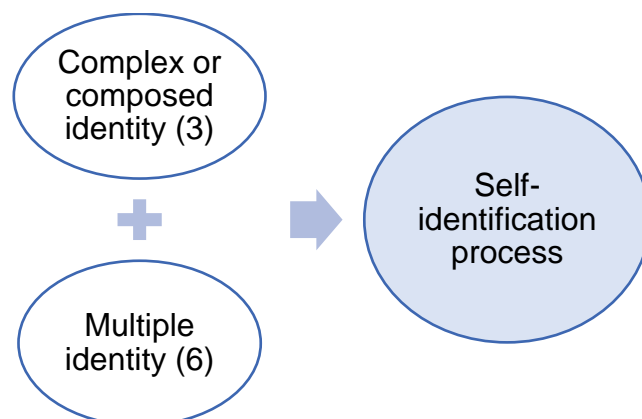 Complex or
composed
identity (3)
Multiple
identity (6)
Self-
identification
process